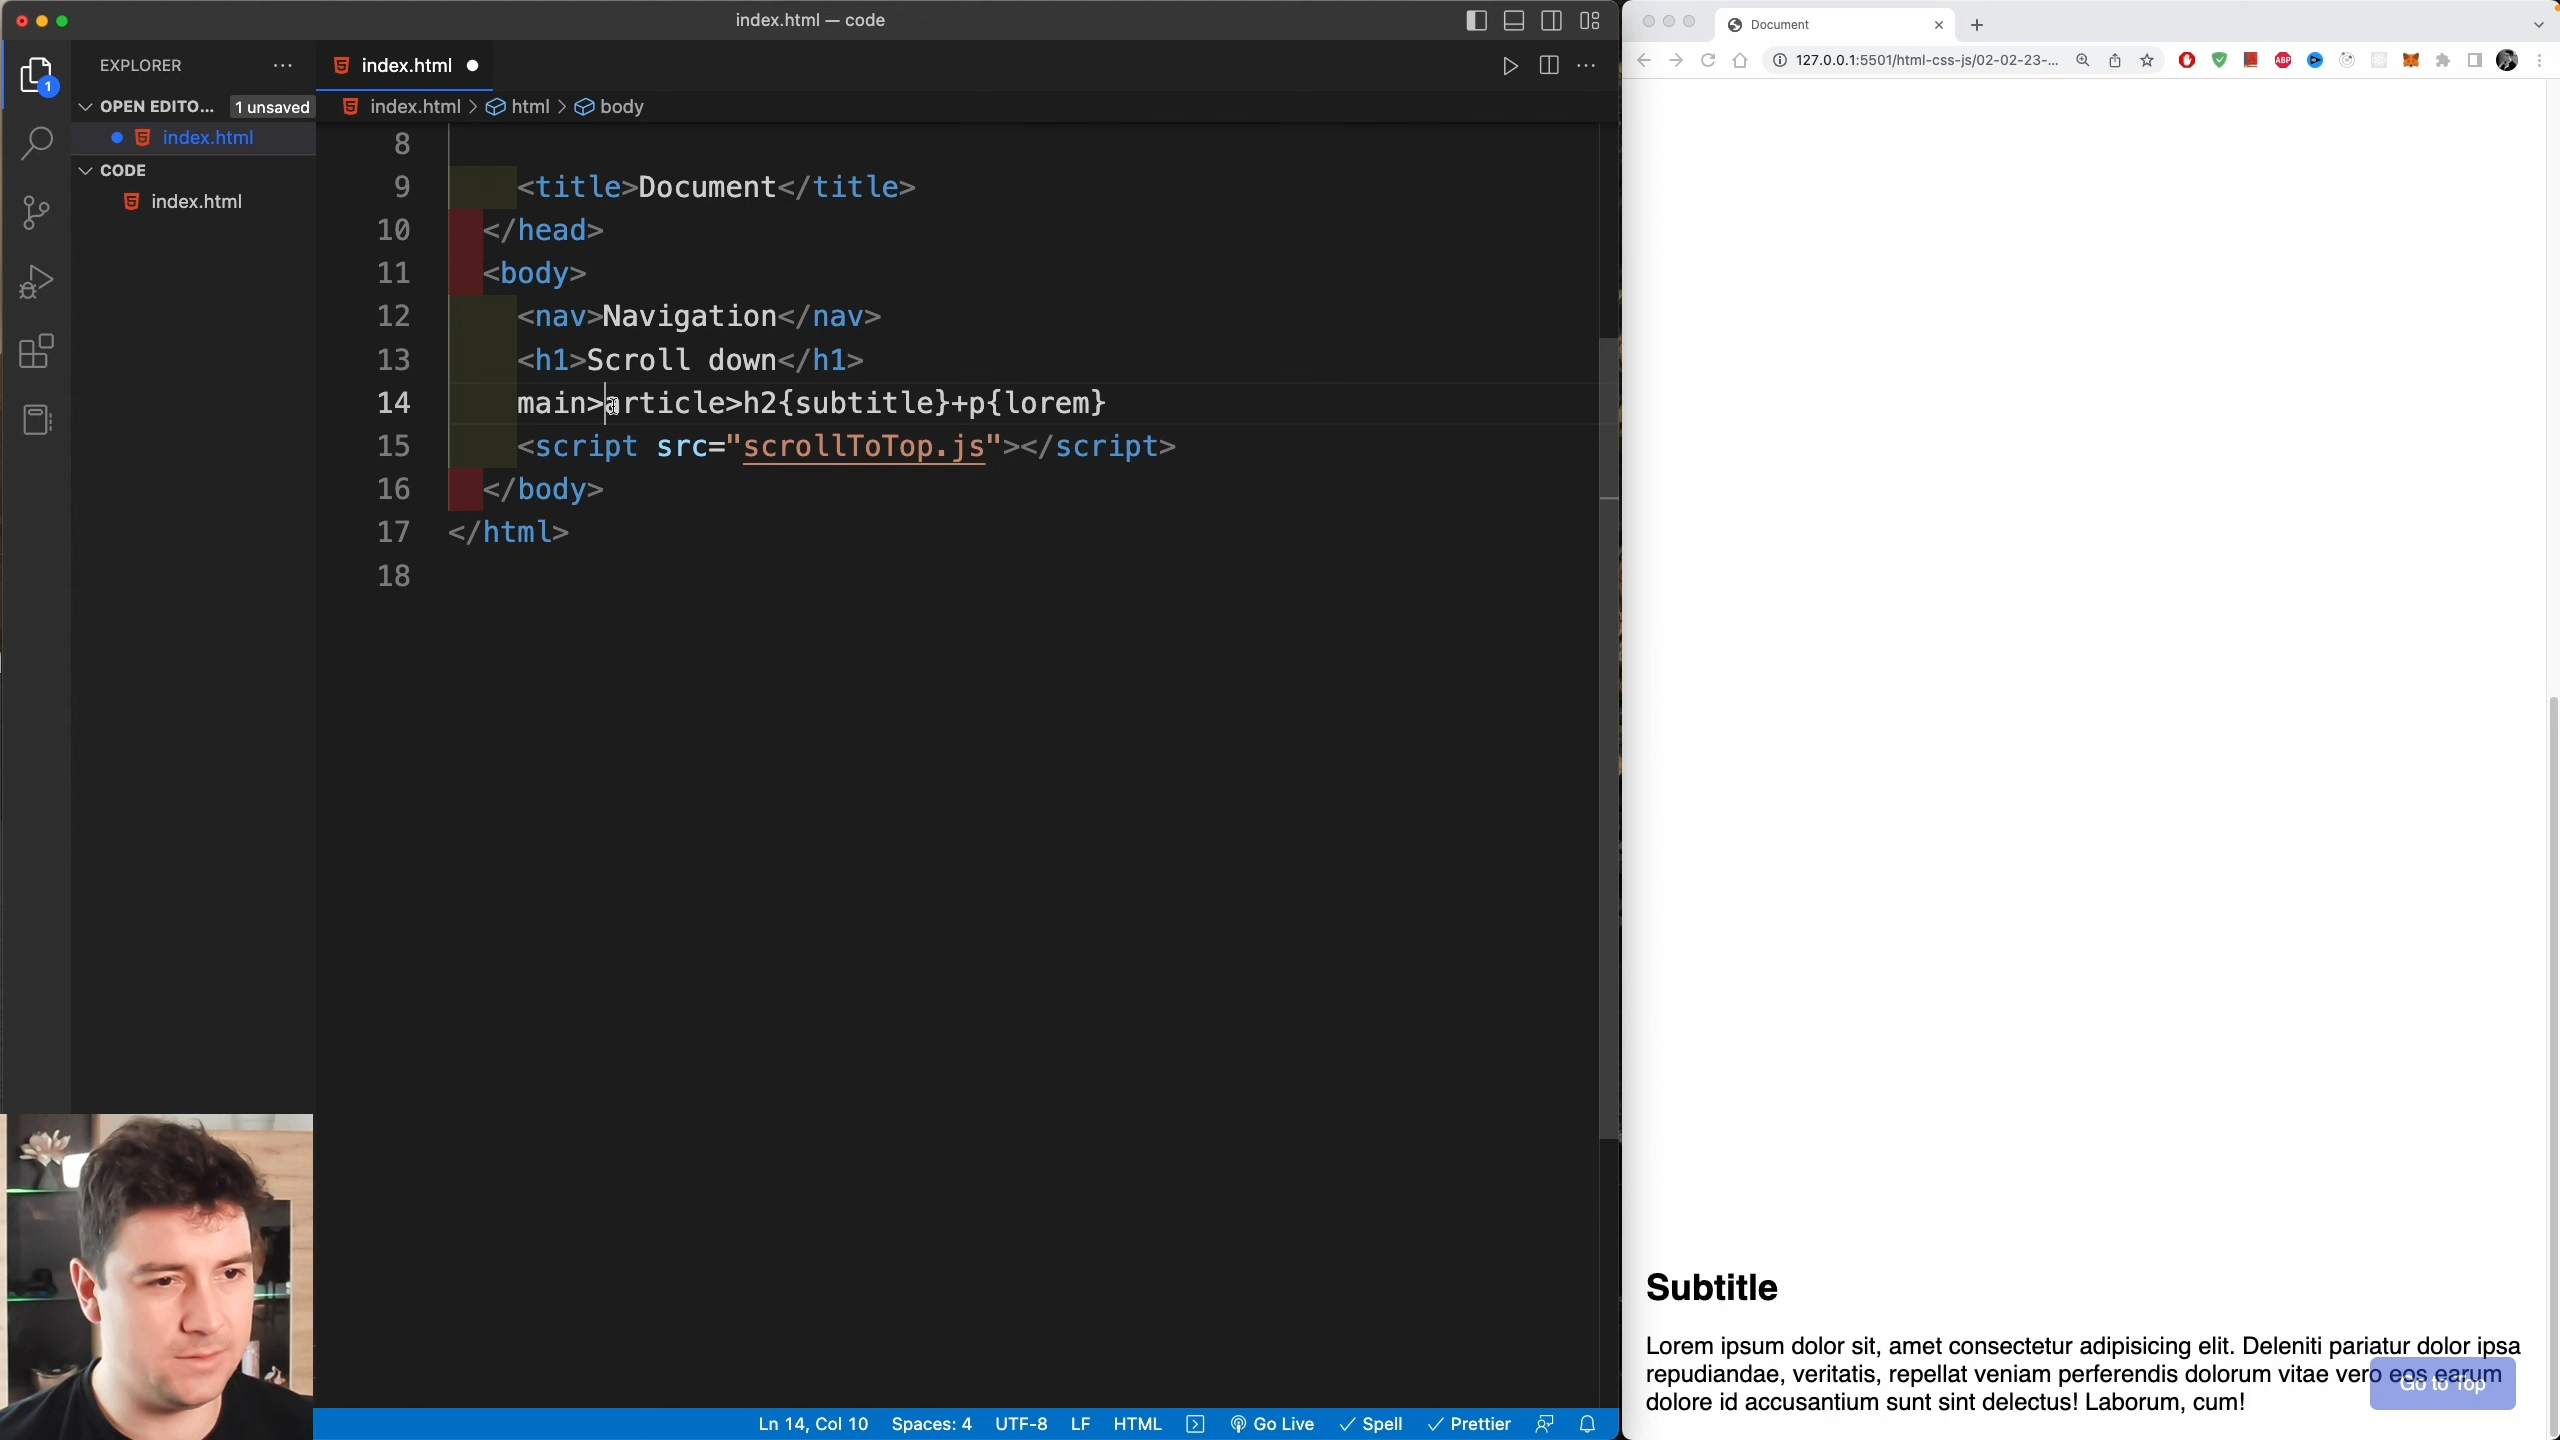 index.html — code
EXPLORER
OPEN EDITO... 1 unsaved
index.html
CODE
index.html
1
index.html
index.html > html > body
8
9 <title>Document</title>
10 </head>
11 <body>
12 <nav>Navigation</nav>
13 <h1>Scroll down</h1>
14 main>article>h2{subtitle}+p{lorem}
15 <script src="scrollToTop.js"></script>
16 </body>
17 </html>
18
Ln 14, Col 10 Spaces: 4 UTF-8 LF HTML Go Live Spell Prettier
Document
127.0.0.1:5501/html-css-js/02-02-23-...
ABP
Subtitle
Lorem ipsum dolor sit, amet consectetur adipisicing elit. Deleniti pariatur dolor ipsa
repudiandae, veritatis, repellat veniam perferendis dolorum vitae vero eos earum
dolore id accusantium sunt sint delectus! Laborum, cum!
Go to Top